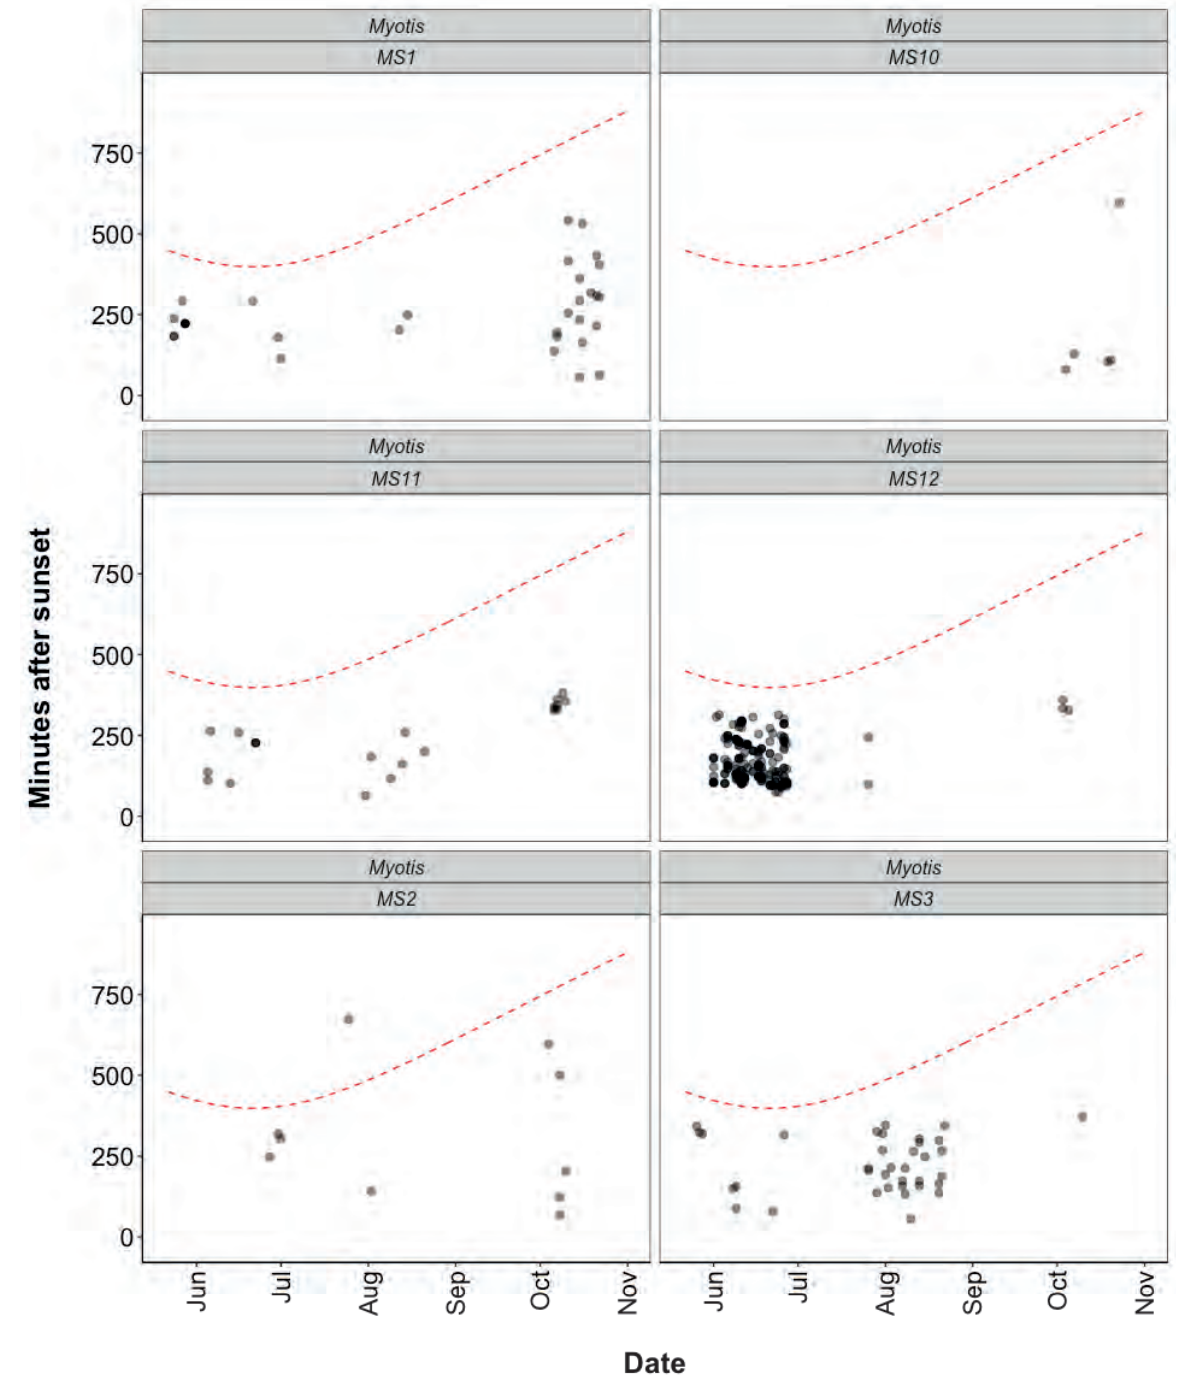 Myotis Myotis
MS1 MS10
750
500
250
0
Myotis Myotis
MS11 MS12
750
500
250
0
Minutes after sunset
Myotis Myotis
MS2 MS3
750
500
250
0
Jun Jul Aug Sep Oct Nov Jun Jul Aug Sep Oct Nov
Date